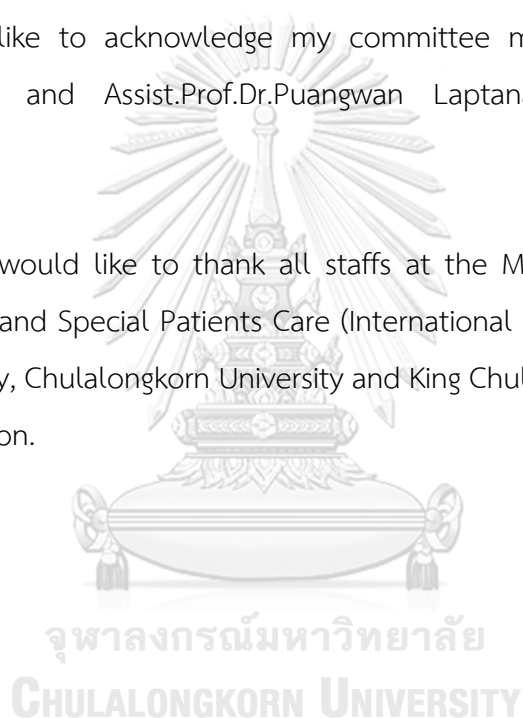 like to acknowledge my committee m
and Assist.Prof.Dr.Puangwan Laptana
would like to thank all staffs at the M
and Special Patients Care (International
y, Chulalongkorn University and King Chul
on.
จุฬาลงกรณ์มหาวิทยาลัย
CHULALONGKORN UNIVERSITY